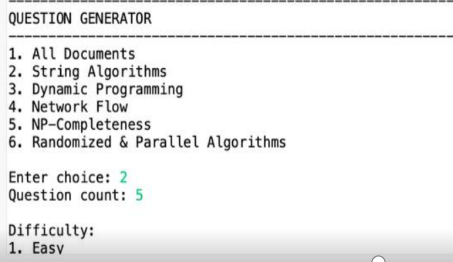 QUESTION GENERATOR
1. All Documents
2. String Algorithms
3. Dynamic Programming
4. Network Flow
5. NP-Completeness
6. Randomized & Parallel Algorithms
Enter choice: 2
Question count: 5
Difficulty:
1. Easy